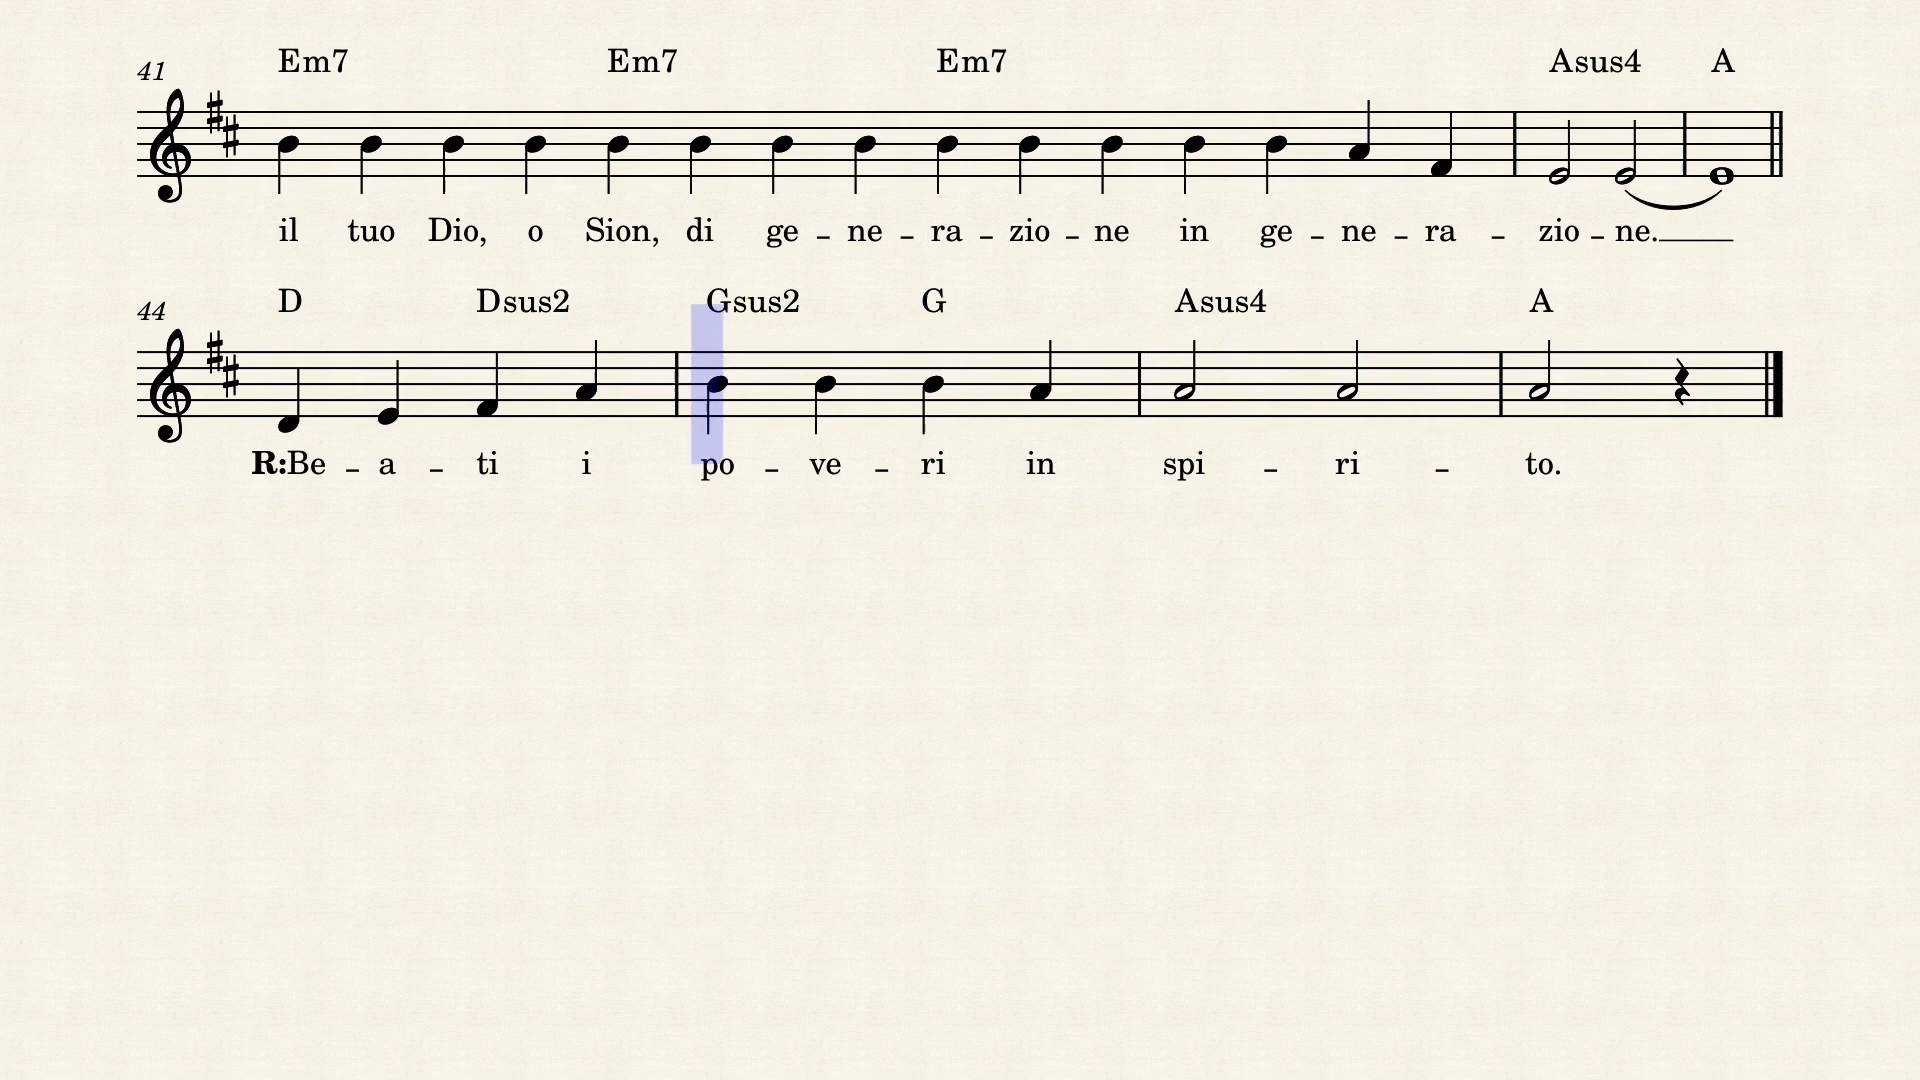 41 Em7 Em7 Em7 Asus4 A
il tuo Dio, o Sion, di ge – ne – ra – zio – ne in ge – ne – ra – zio – ne.
44 D Dsus2 Gsus2 G Asus4 A
R:Be – a – ti i po – ve – ri in spi – ri – to.